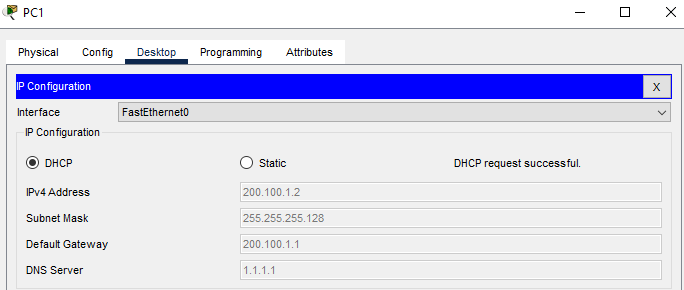 PC1
Physical Config Desktop Programming Attributes
IP Configuration X
Interface FastEthernet0
IP Configuration
DHCP Static DHCP request successful.
IPv4 Address 200.100.1.2
Subnet Mask 255.255.255.128
Default Gateway 200.100.1.1
DNS Server 1.1.1.1